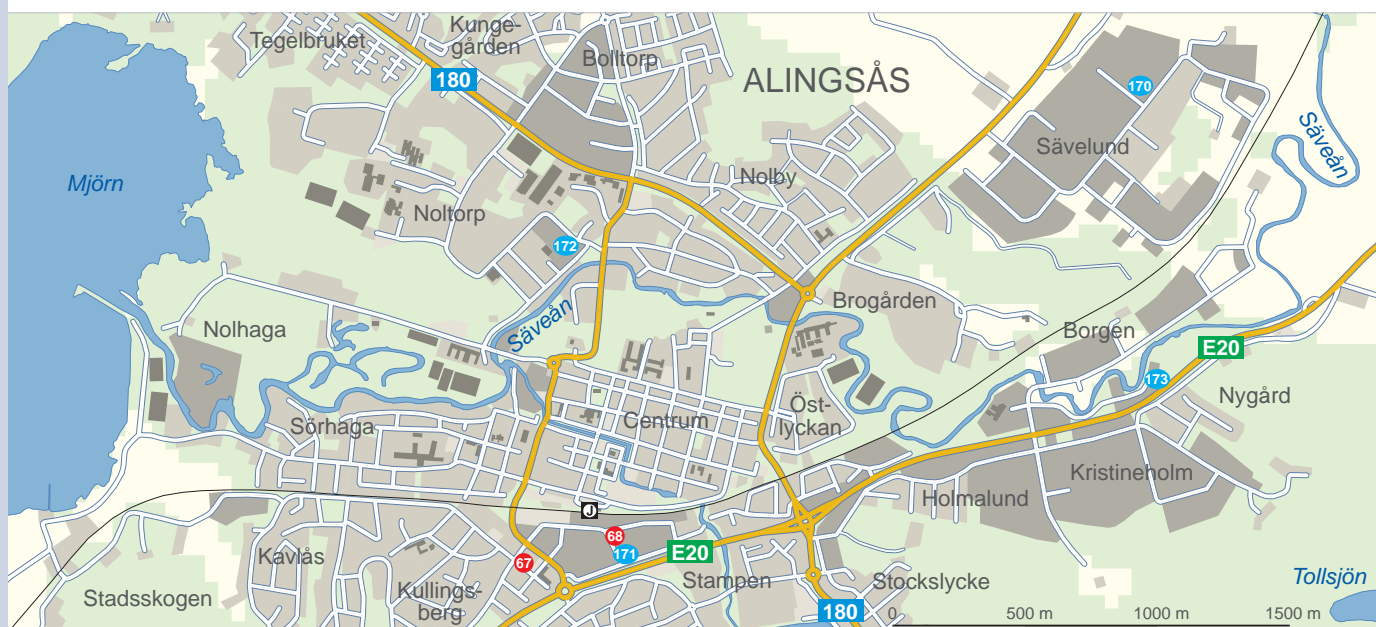 Tegelbruket
Kunge-
gården
Bolltorp
180
ALINGSÅS
170
Sävelund
Säveån
Mjörn
Nolby
Noltorp
172
Nolhaga
Säveån
Brogården
Borgen
E20
173
Nygård
Sörhaga
Centrum
Öst-
lyckan
Kristineholm
Holmalund
J
68
171
67
E20
Kavlås
Stadsskogen
Kullings-
berg
Stampen
Stockslycke
180
Tollsjön
0 500 m 1000 m 1500 m